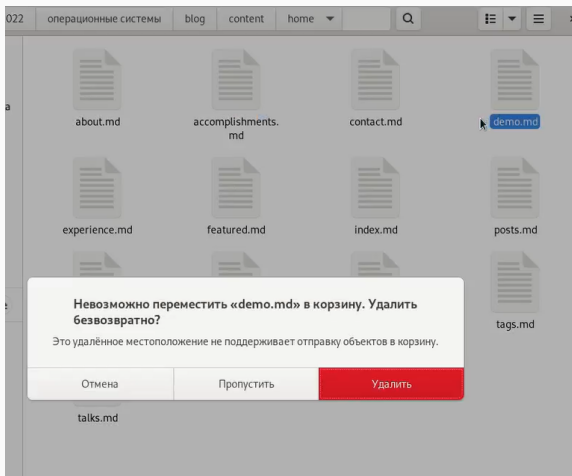 022 операционные системы blog content home
а
about.md accomplishments.md contact.md demo.md
experience.md featured.md index.md posts.md
Невозможно переместить «demo.md» в корзину. Удалить
безвозвратно?
Это удалённое местоположение не поддерживает отправку объектов в корзину.
tags.md
Отмена Пропустить Удалить
talks.md